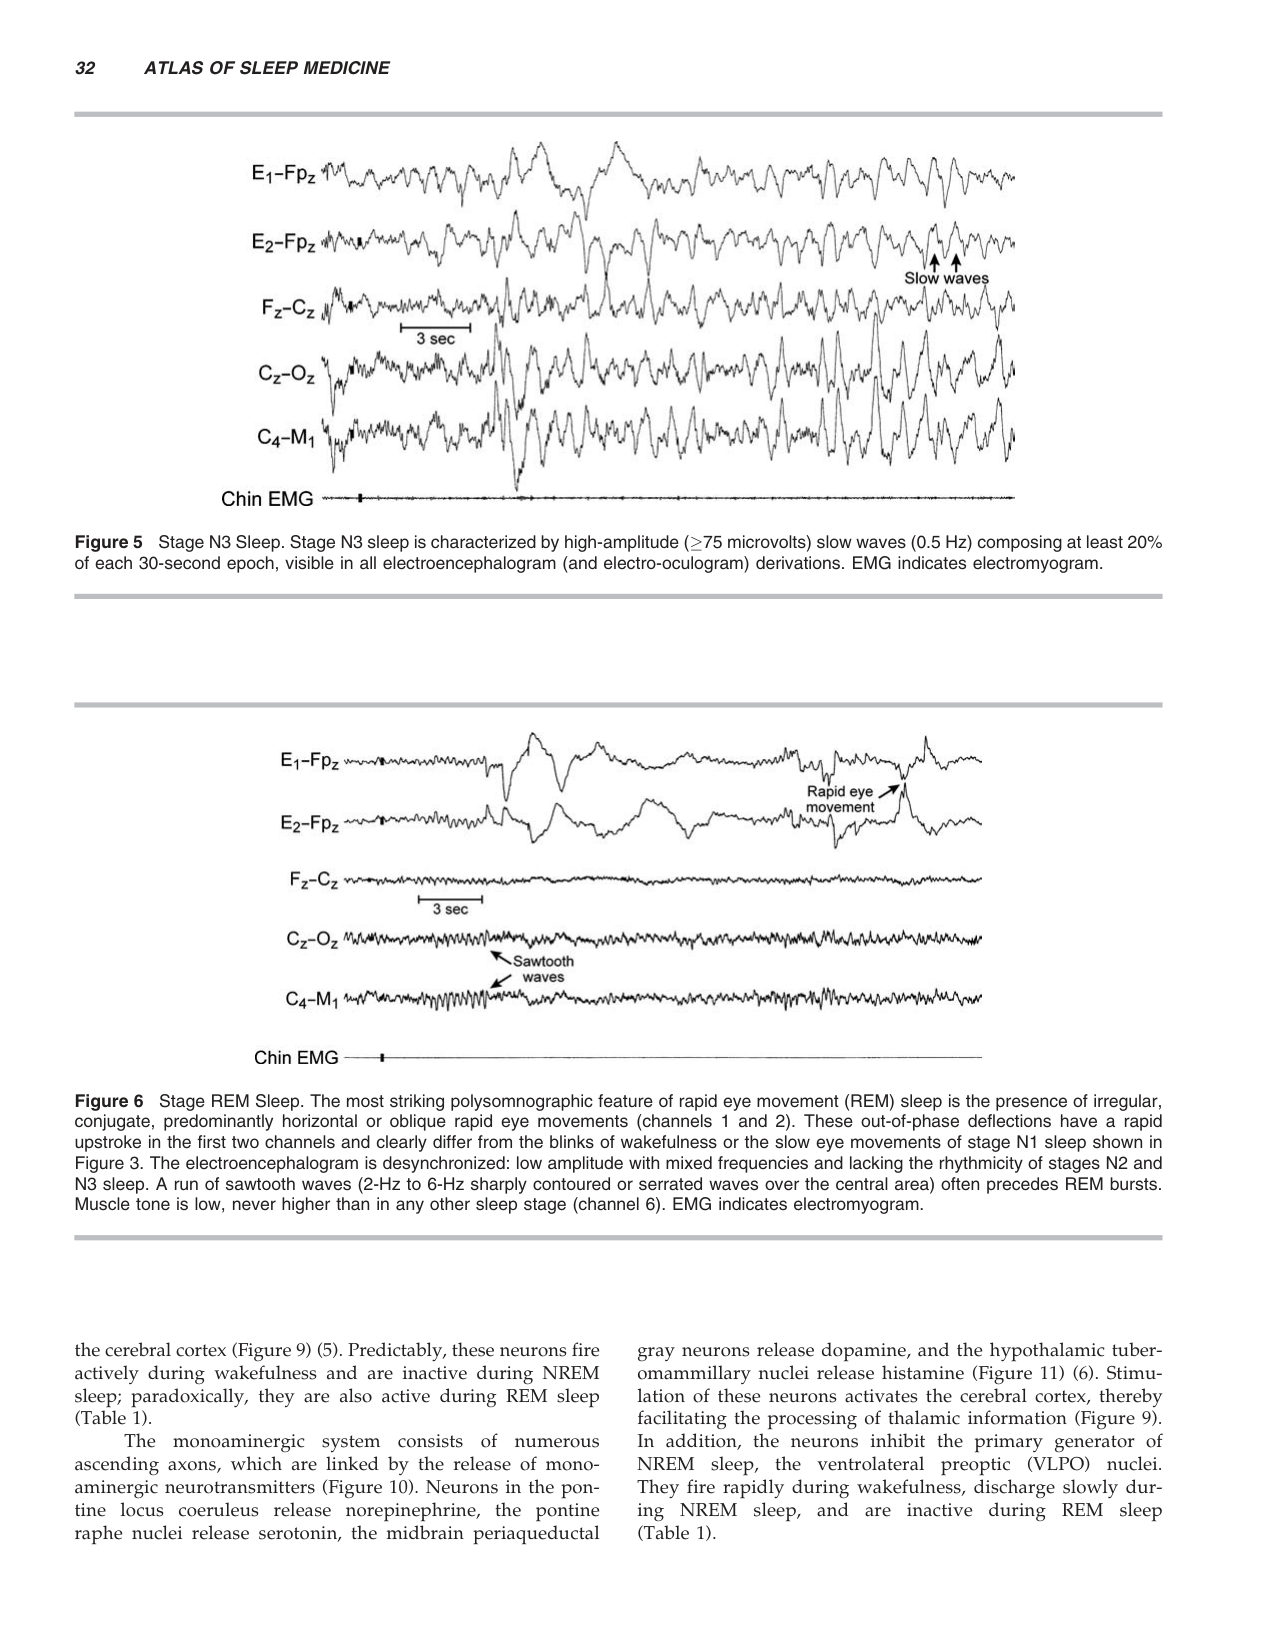 32 ATLAS OF SLEEP MEDICINE
E1–Fpz
E2–Fpz
Slow waves
Fz–Cz
3 sec
Cz–Oz
C4–M1
Chin EMG
Figure 5 Stage N3 Sleep. Stage N3 sleep is characterized by high-amplitude (≥75 microvolts) slow waves (0.5 Hz) composing at least 20%
of each 30-second epoch, visible in all electroencephalogram (and electro-oculogram) derivations. EMG indicates electromyogram.
E1–Fpz
Rapid eye
movement
E2–Fpz
Fz–Cz
3 sec
Cz–Oz
Sawtooth
waves
C4–M1
Chin EMG
Figure 6 Stage REM Sleep. The most striking polysomnographic feature of rapid eye movement (REM) sleep is the presence of irregular,
conjugate, predominantly horizontal or oblique rapid eye movements (channels 1 and 2). These out-of-phase deflections have a rapid
upstroke in the first two channels and clearly differ from the blinks of wakefulness or the slow eye movements of stage N1 sleep shown in
Figure 3. The electroencephalogram is desynchronized: low amplitude with mixed frequencies and lacking the rhythmicity of stages N2 and
N3 sleep. A run of sawtooth waves (2-Hz to 6-Hz sharply contoured or serrated waves over the central area) often precedes REM bursts.
Muscle tone is low, never higher than in any other sleep stage (channel 6). EMG indicates electromyogram.
the cerebral cortex (Figure 9) (5). Predictably, these neurons fire
actively during wakefulness and are inactive during NREM
sleep; paradoxically, they are also active during REM sleep
(Table 1).
The monoaminergic system consists of numerous
ascending axons, which are linked by the release of mono-
aminergic neurotransmitters (Figure 10). Neurons in the pon-
tine locus coeruleus release norepinephrine, the pontine
raphe nuclei release serotonin, the midbrain periaqueductal
gray neurons release dopamine, and the hypothalamic tuber-
omammillary nuclei release histamine (Figure 11) (6). Stimu-
lation of these neurons activates the cerebral cortex, thereby
facilitating the processing of thalamic information (Figure 9).
In addition, the neurons inhibit the primary generator of
NREM sleep, the ventrolateral preoptic (VLPO) nuclei.
They fire rapidly during wakefulness, discharge slowly dur-
ing NREM sleep, and are inactive during REM sleep
(Table 1).